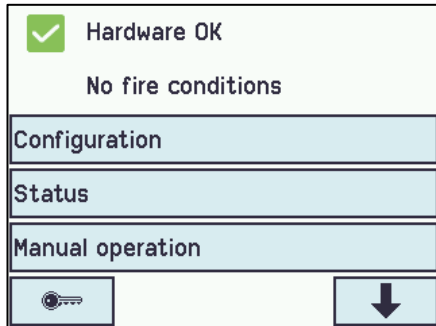 Hardware OK
No fire conditions
Configuration
Status
Manual operation